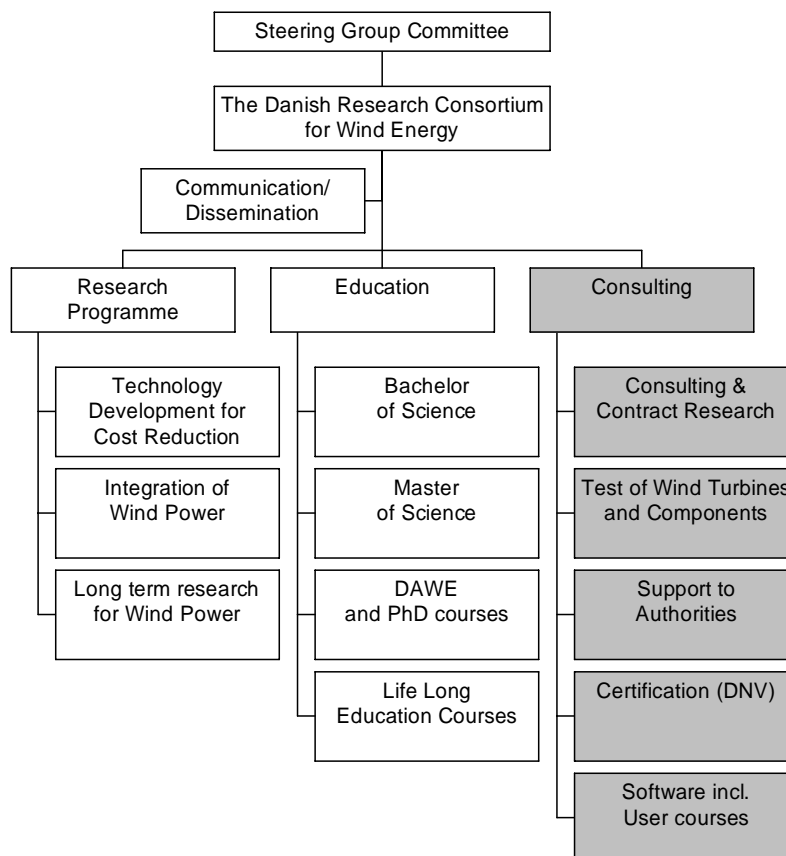 Steering Group Committee
The Danish Research Consortium
for Wind Energy
Communication/
Dissemination
Research
Programme
Education
Consulting
Technology
Development for
Cost Reduction
Integration of
Wind Power
Long term research
for Wind Power
Bachelor
of Science
Master
of Science
DAWE
and PhD courses
Life Long
Education Courses
Consulting &
Contract Research
Test of Wind Turbines
and Components
Support to
Authorities
Certification (DNV)
Software incl.
User courses